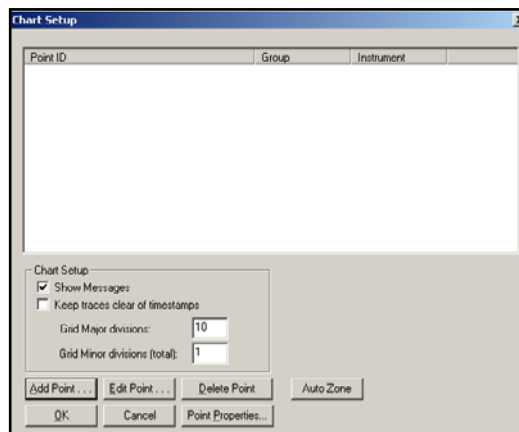 Chart Setup
Point ID Group Instrument
Chart Setup
Show Messages
Keep traces clear of timestamps
Grid Major divisions: 10
Grid Minor divisions (total): 1
Add Point . . . Edit Point . . . Delete Point Auto Zone
OK Cancel Point Properties...